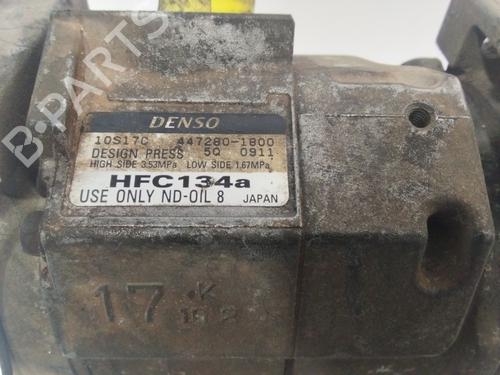 DENSO
10S17C 447280-1800
DESIGN PRESS 5Q 0911
HIGH SIDE 3.53MPa LOW SIDE 1.67MPa
HFC134a
USE ONLY ND-OIL 8 JAPAN
17 K
B-PARTS